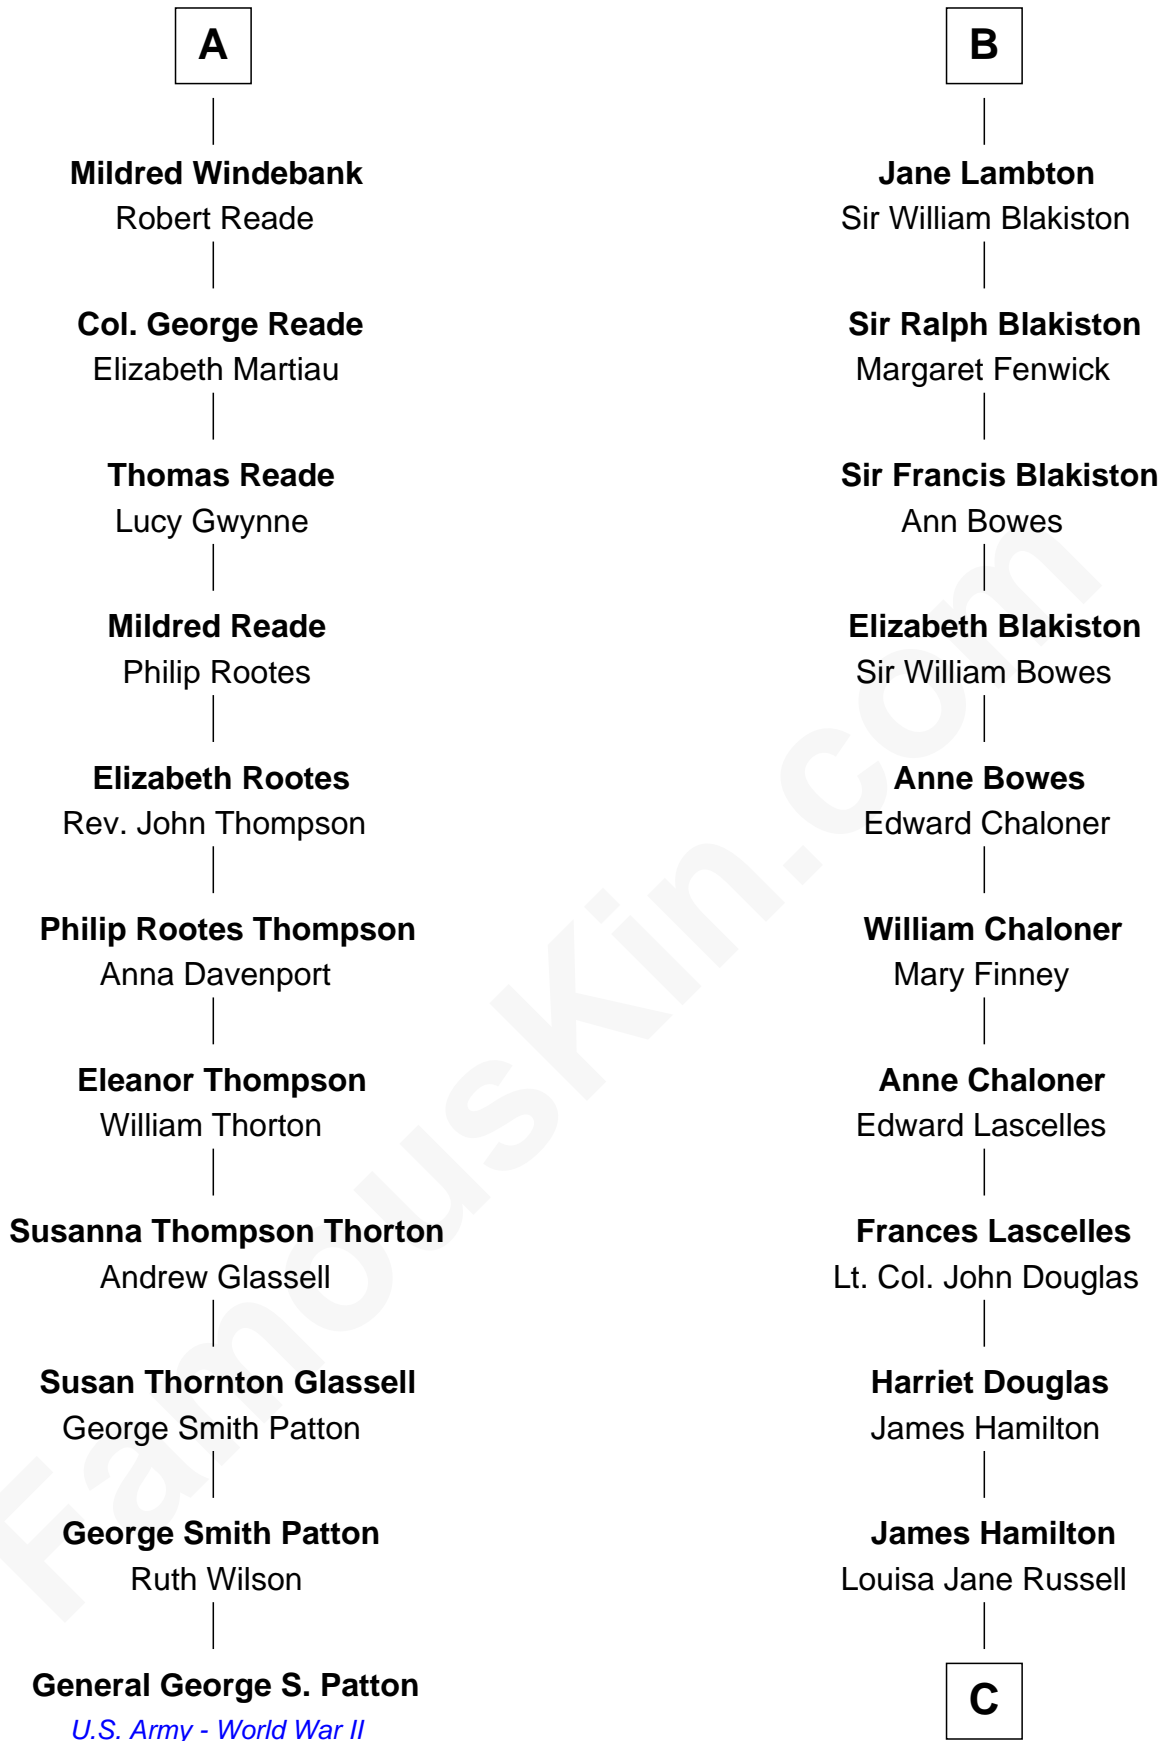 A
Mildred Windebank
Robert Reade
Col. George Reade
Elizabeth Martiau
Thomas Reade
Lucy Gwynne
Mildred Reade
Philip Rootes
Elizabeth Rootes
Rev. John Thompson
Philip Rootes Thompson
Anna Davenport
Eleanor Thompson
William Thorton
Susanna Thompson Thorton
Andrew Glassell
Susan Thornton Glassell
George Smith Patton
George Smith Patton
Ruth Wilson
General George S. Patton
U.S. Army - World War II
B
Jane Lambton
Sir William Blakiston
Sir Ralph Blakiston
Margaret Fenwick
Sir Francis Blakiston
Ann Bowes
Elizabeth Blakiston
Sir William Bowes
Anne Bowes
Edward Chaloner
William Chaloner
Mary Finney
Anne Chaloner
Edward Lascelles
Frances Lascelles
Lt. Col. John Douglas
Harriet Douglas
James Hamilton
James Hamilton
Louisa Jane Russell
C
FamousKin.com